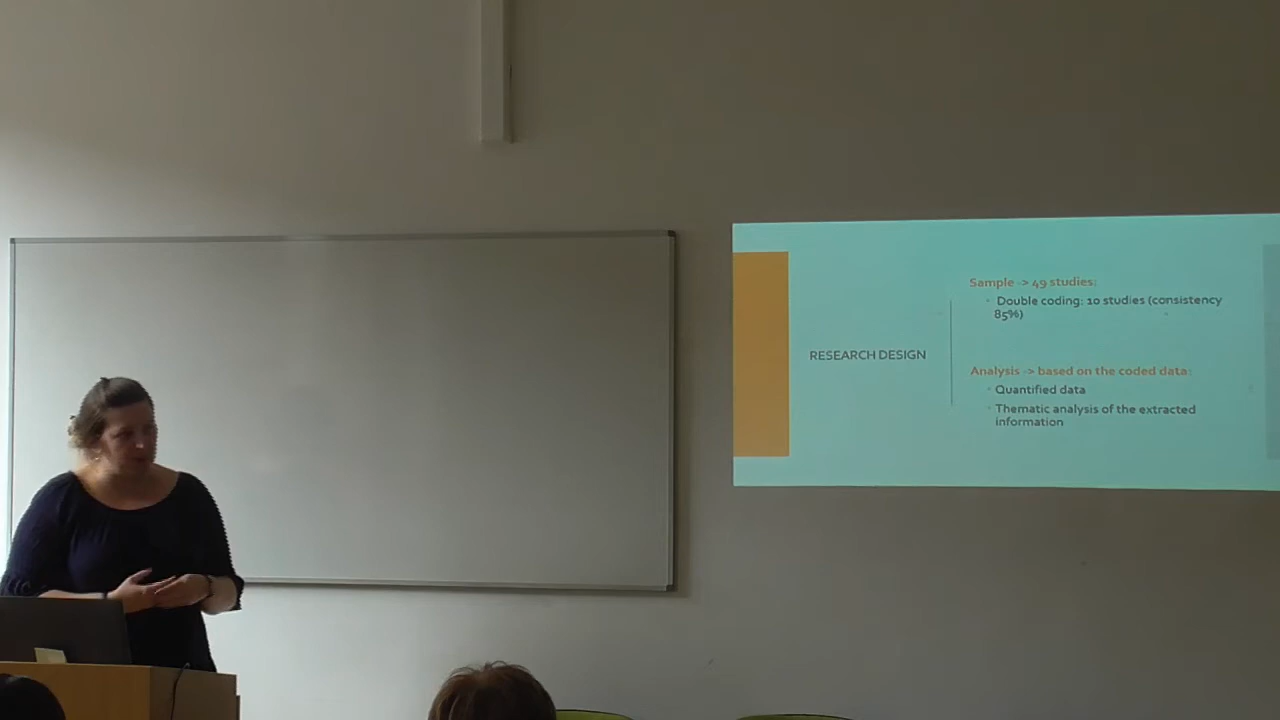 RESEARCH DESIGN
Sample -> 49 studies:
Double coding: 10 studies (consistency
85%)
Analysis -> based on the coded data:
Quantified data
Thematic analysis of the extracted
information